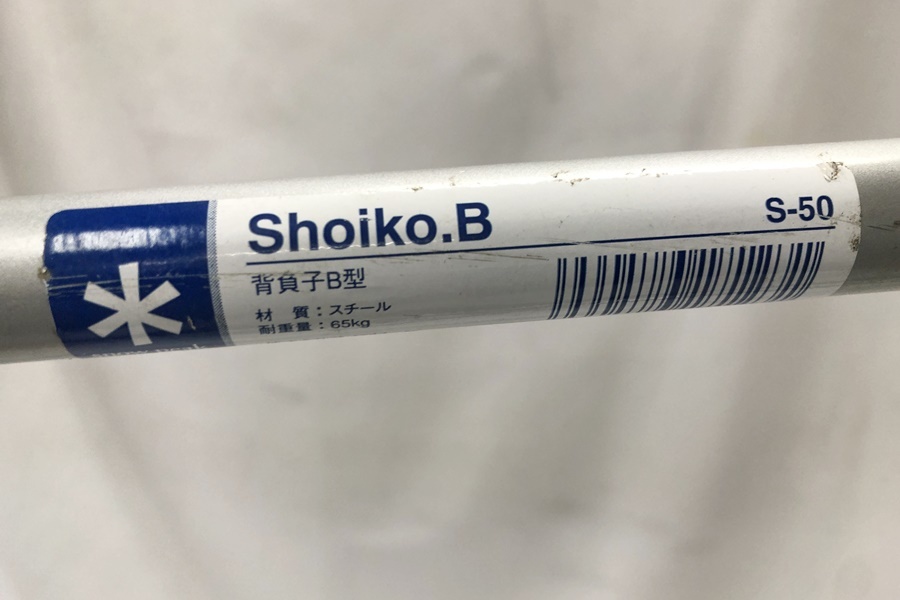 Shoiko.B
S-50
背負子B型
材 質：スチール
耐重量：65kg